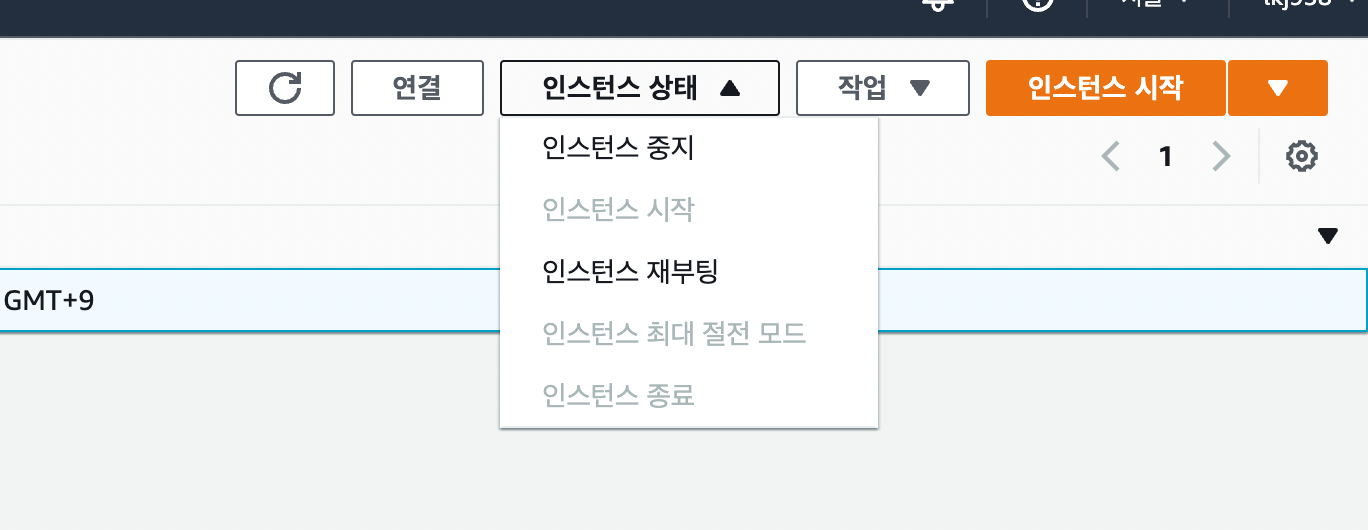 연결
인스턴스 상태
작업
인스턴스 시작
인스턴스 중지
1
인스턴스 시작
인스턴스 재부팅
GMT+9
인스턴스 최대 절전 모드
인스턴스 종료